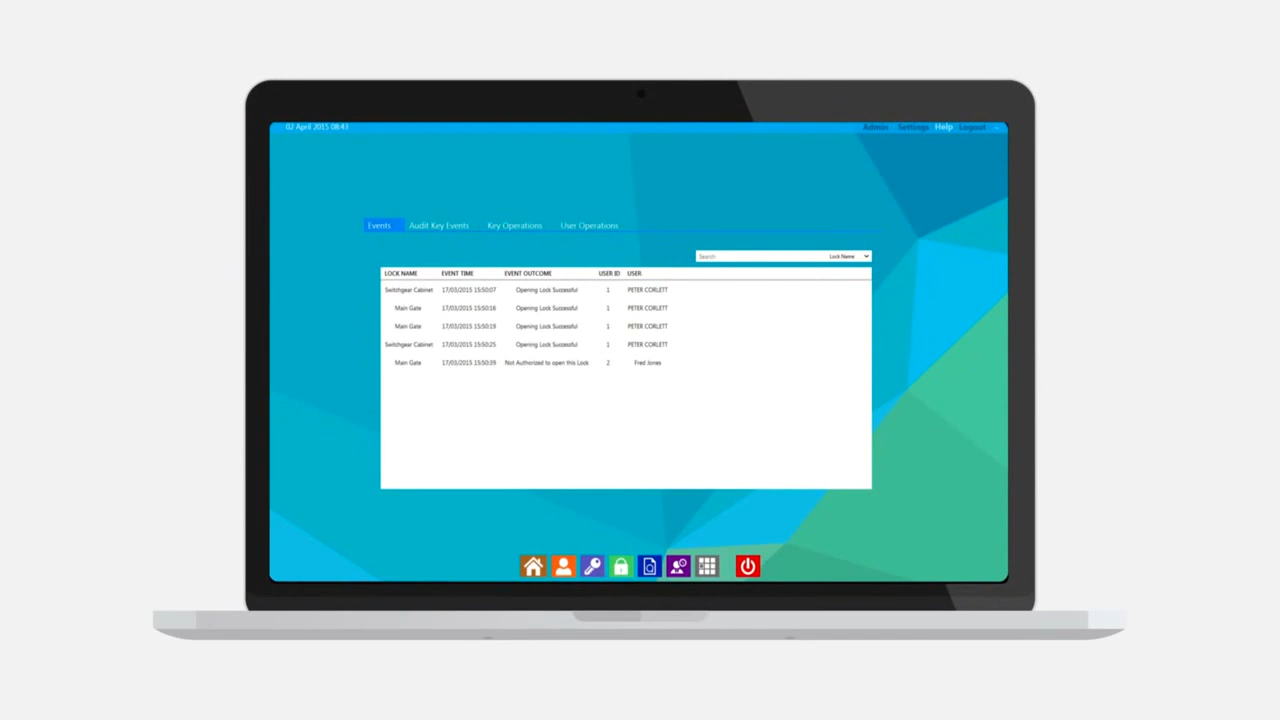 02 April 2015 08:43
Admin Settings Help Logout
Events Audit Key Events Key Operations User Operations
Search Lock Name
LOCK NAME EVENT TIME EVENT OUTCOME USER ID USER
Switchgear Cabinet 17/03/2015 15:50:07 Opening Lock Successful 1 PETER CORLETT
Main Gate 17/03/2015 15:50:16 Opening Lock Successful 1 PETER CORLETT
Main Gate 17/03/2015 15:50:19 Opening Lock Successful 1 PETER CORLETT
Switchgear Cabinet 17/03/2015 15:50:25 Opening Lock Successful 1 PETER CORLETT
Main Gate 17/03/2015 15:50:39 Not Authorized to open this Lock 2 Fred Jones